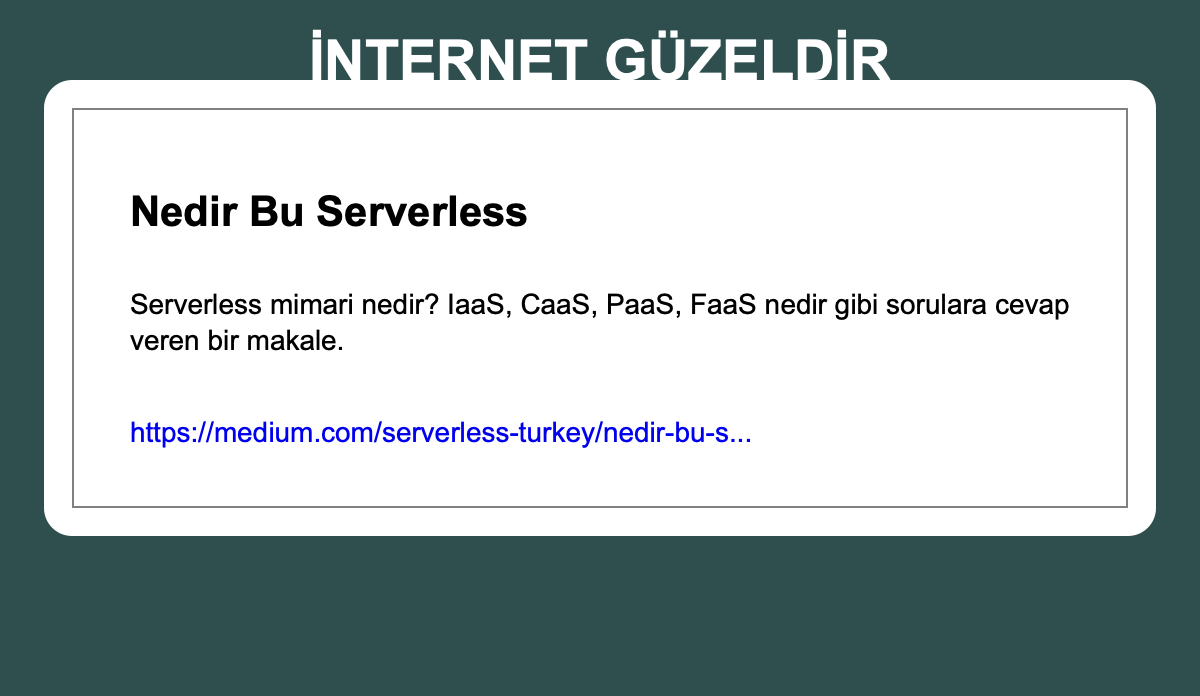 İNTERNET GÜZELDİR
Nedir Bu Serverless
Serverless mimari nedir? IaaS, CaaS, PaaS, FaaS nedir gibi sorulara cevap
veren bir makale.
https://medium.com/serverless-turkey/nedir-bu-s...